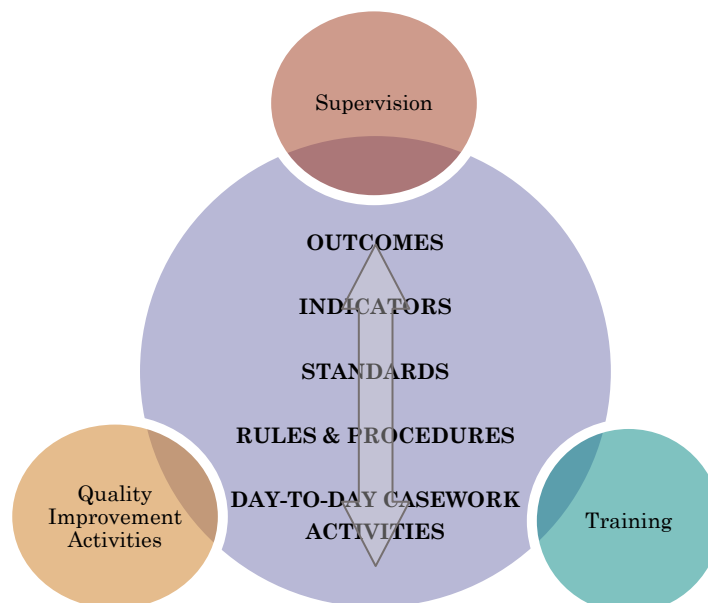 Supervision
OUTCOMES
INDICATORS
STANDARDS
RULES & PROCEDURES
DAY-TO-DAY CASEWORK
ACTIVITIES
Quality
Improvement
Activities
Training